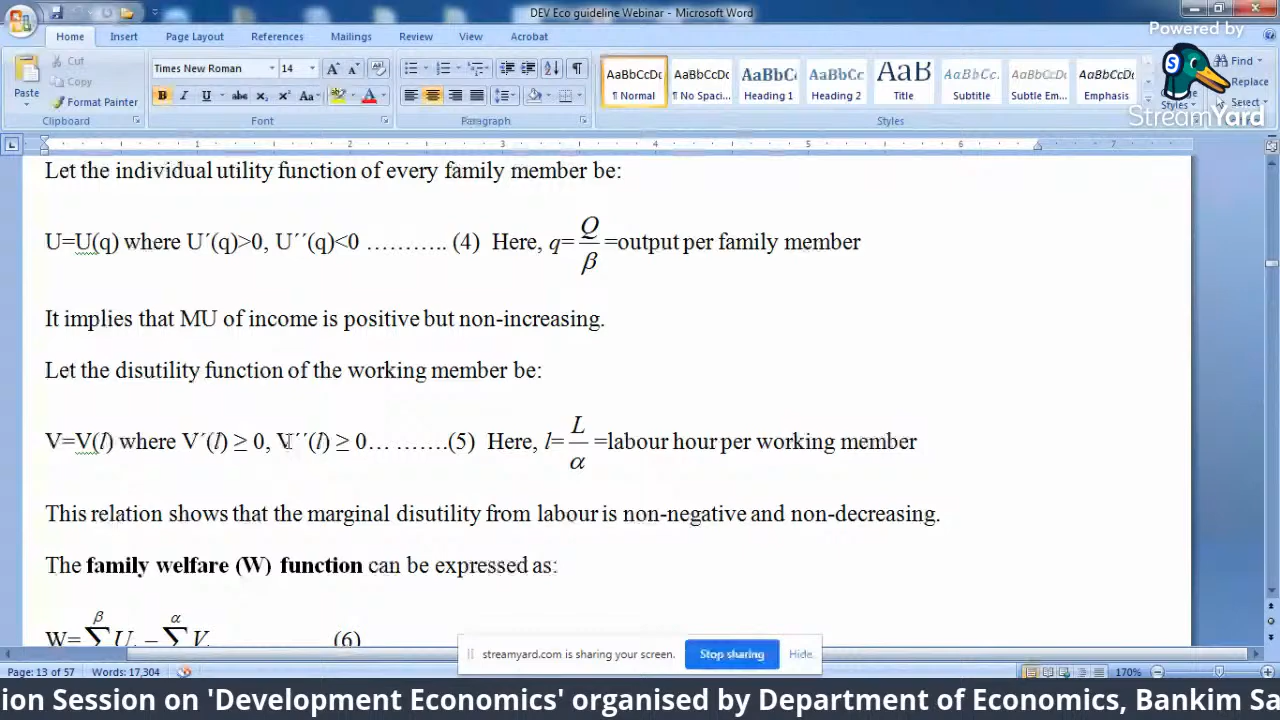 DEV Eco guideline Webinar - Microsoft Word
Powered by
Home Insert Page Layout References Mailings Review View Acrobat
Cut
Copy
Paste
Format Painter
Clipboard
Times New Roman 14
Font
Paragraph
AaBbCcDc AaBbCcDc AaBbC AaBbCc AaB AaBbCc. AaBbCcDc AaBbCcDc
¶ Normal ¶ No Spaci... Heading 1 Heading 2 Title Subtitle Subtle Em... Emphasis
Styles
Find
Replace
Select
StreamYard
1 2 3 4 5 6 7
Let the individual utility function of every family member be:
U=U(q) where U´(q)>0, U´´(q)<0 ……….. (4) Here, q=Q/β=output per family member
It implies that MU of income is positive but non-increasing.
Let the disutility function of the working member be:
V=V(l) where V´(l) ≥ 0, V´´(l) ≥ 0… …….(5) Here, l=L/α=labour hour per working member
This relation shows that the marginal disutility from labour is non-negative and non-decreasing.
The family welfare (W) function can be expressed as:
β α
W=∑U - ∑V (6)
streamyard.com is sharing your screen. Stop sharing Hide
Page: 13 of 57 Words: 17,304 170%
ion Session on 'Development Economics' organised by Department of Economics, Bankim Sa